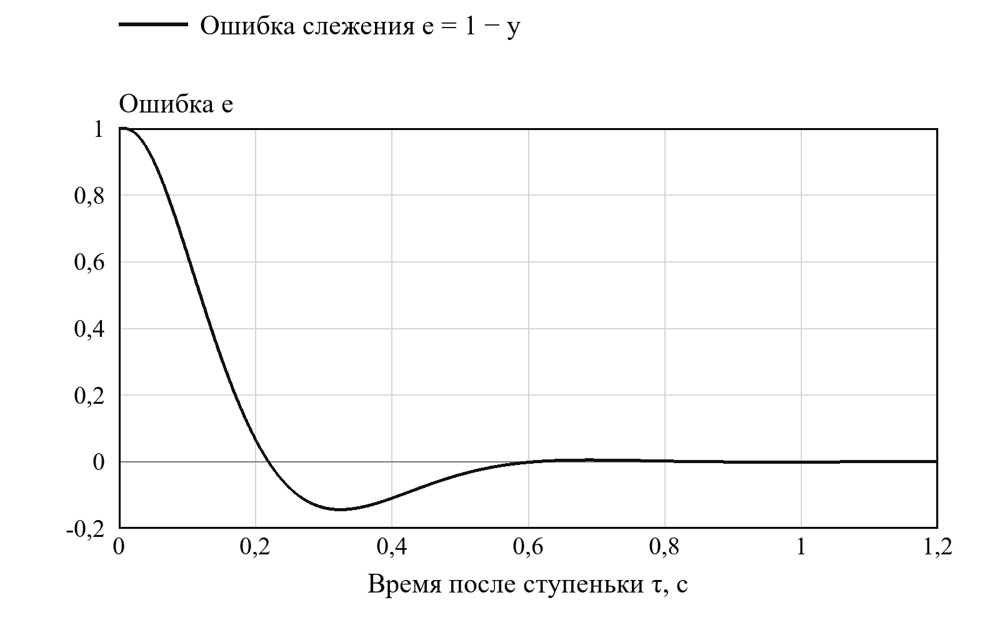 Ошибка слежения e = 1 − y
Ошибка e
1
0,8
0,6
0,4
0,2
0
-0,2
0 0,2 0,4 0,6 0,8 1 1,2
Время после ступеньки τ, с